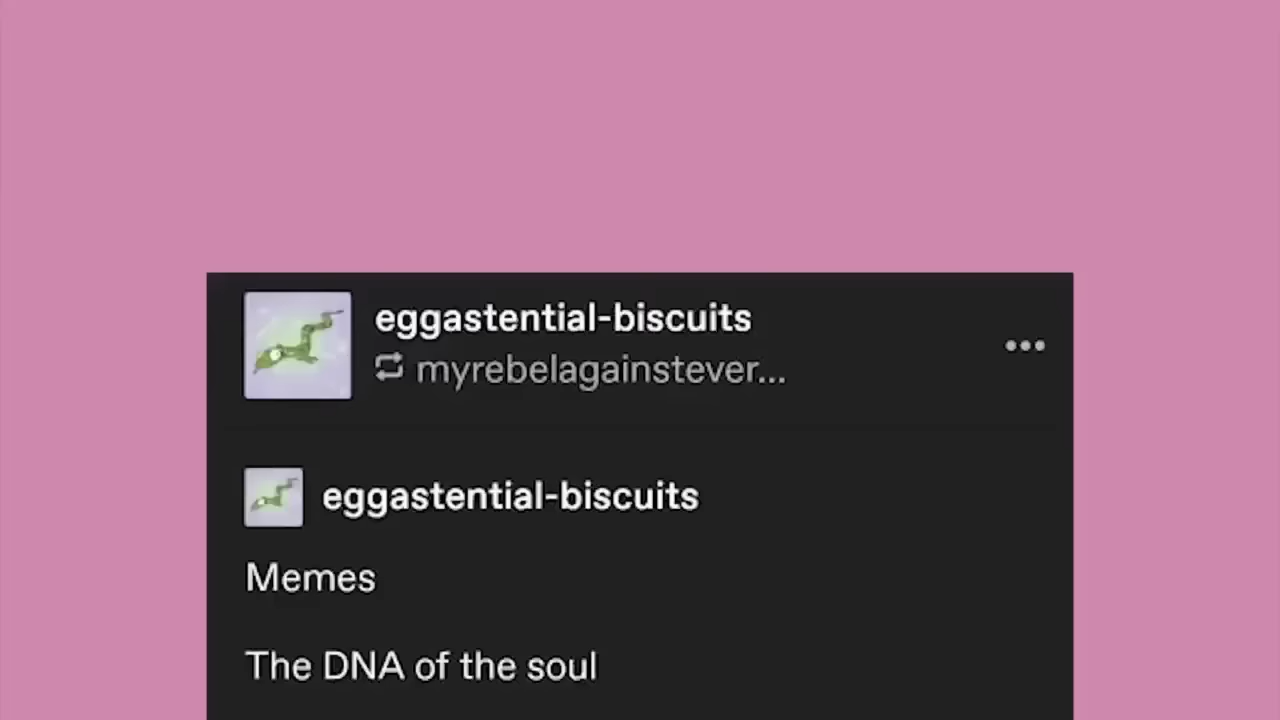 eggastential-biscuits
myrebelagainstever...
eggastential-biscuits
Memes
The DNA of the soul